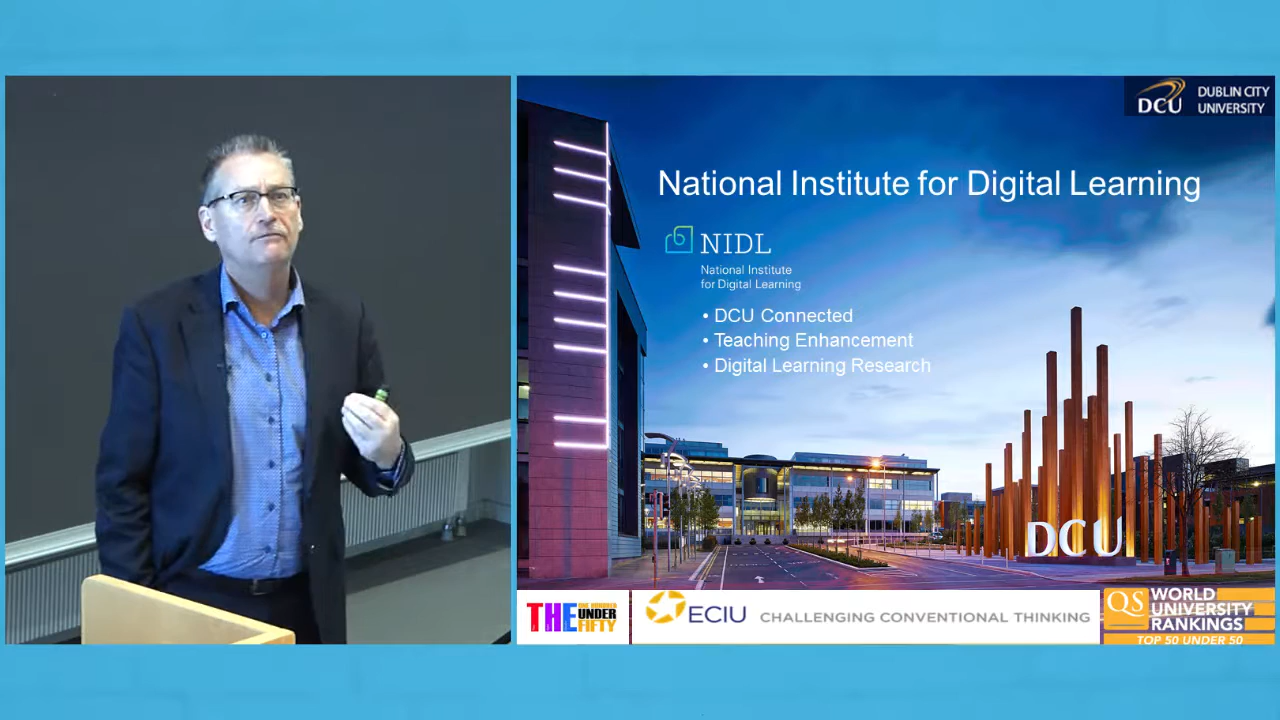 DCU
DUBLIN CITY
UNIVERSITY
National Institute for Digital Learning
NIDL
National Institute
for Digital Learning
• DCU Connected
• Teaching Enhancement
• Digital Learning Research
DCU
THE
ONE HUNDRED
UNDER
FIFTY
ECIU
CHALLENGING CONVENTIONAL THINKING
QS
WORLD
UNIVERSITY
RANKINGS
TOP 50 UNDER 50